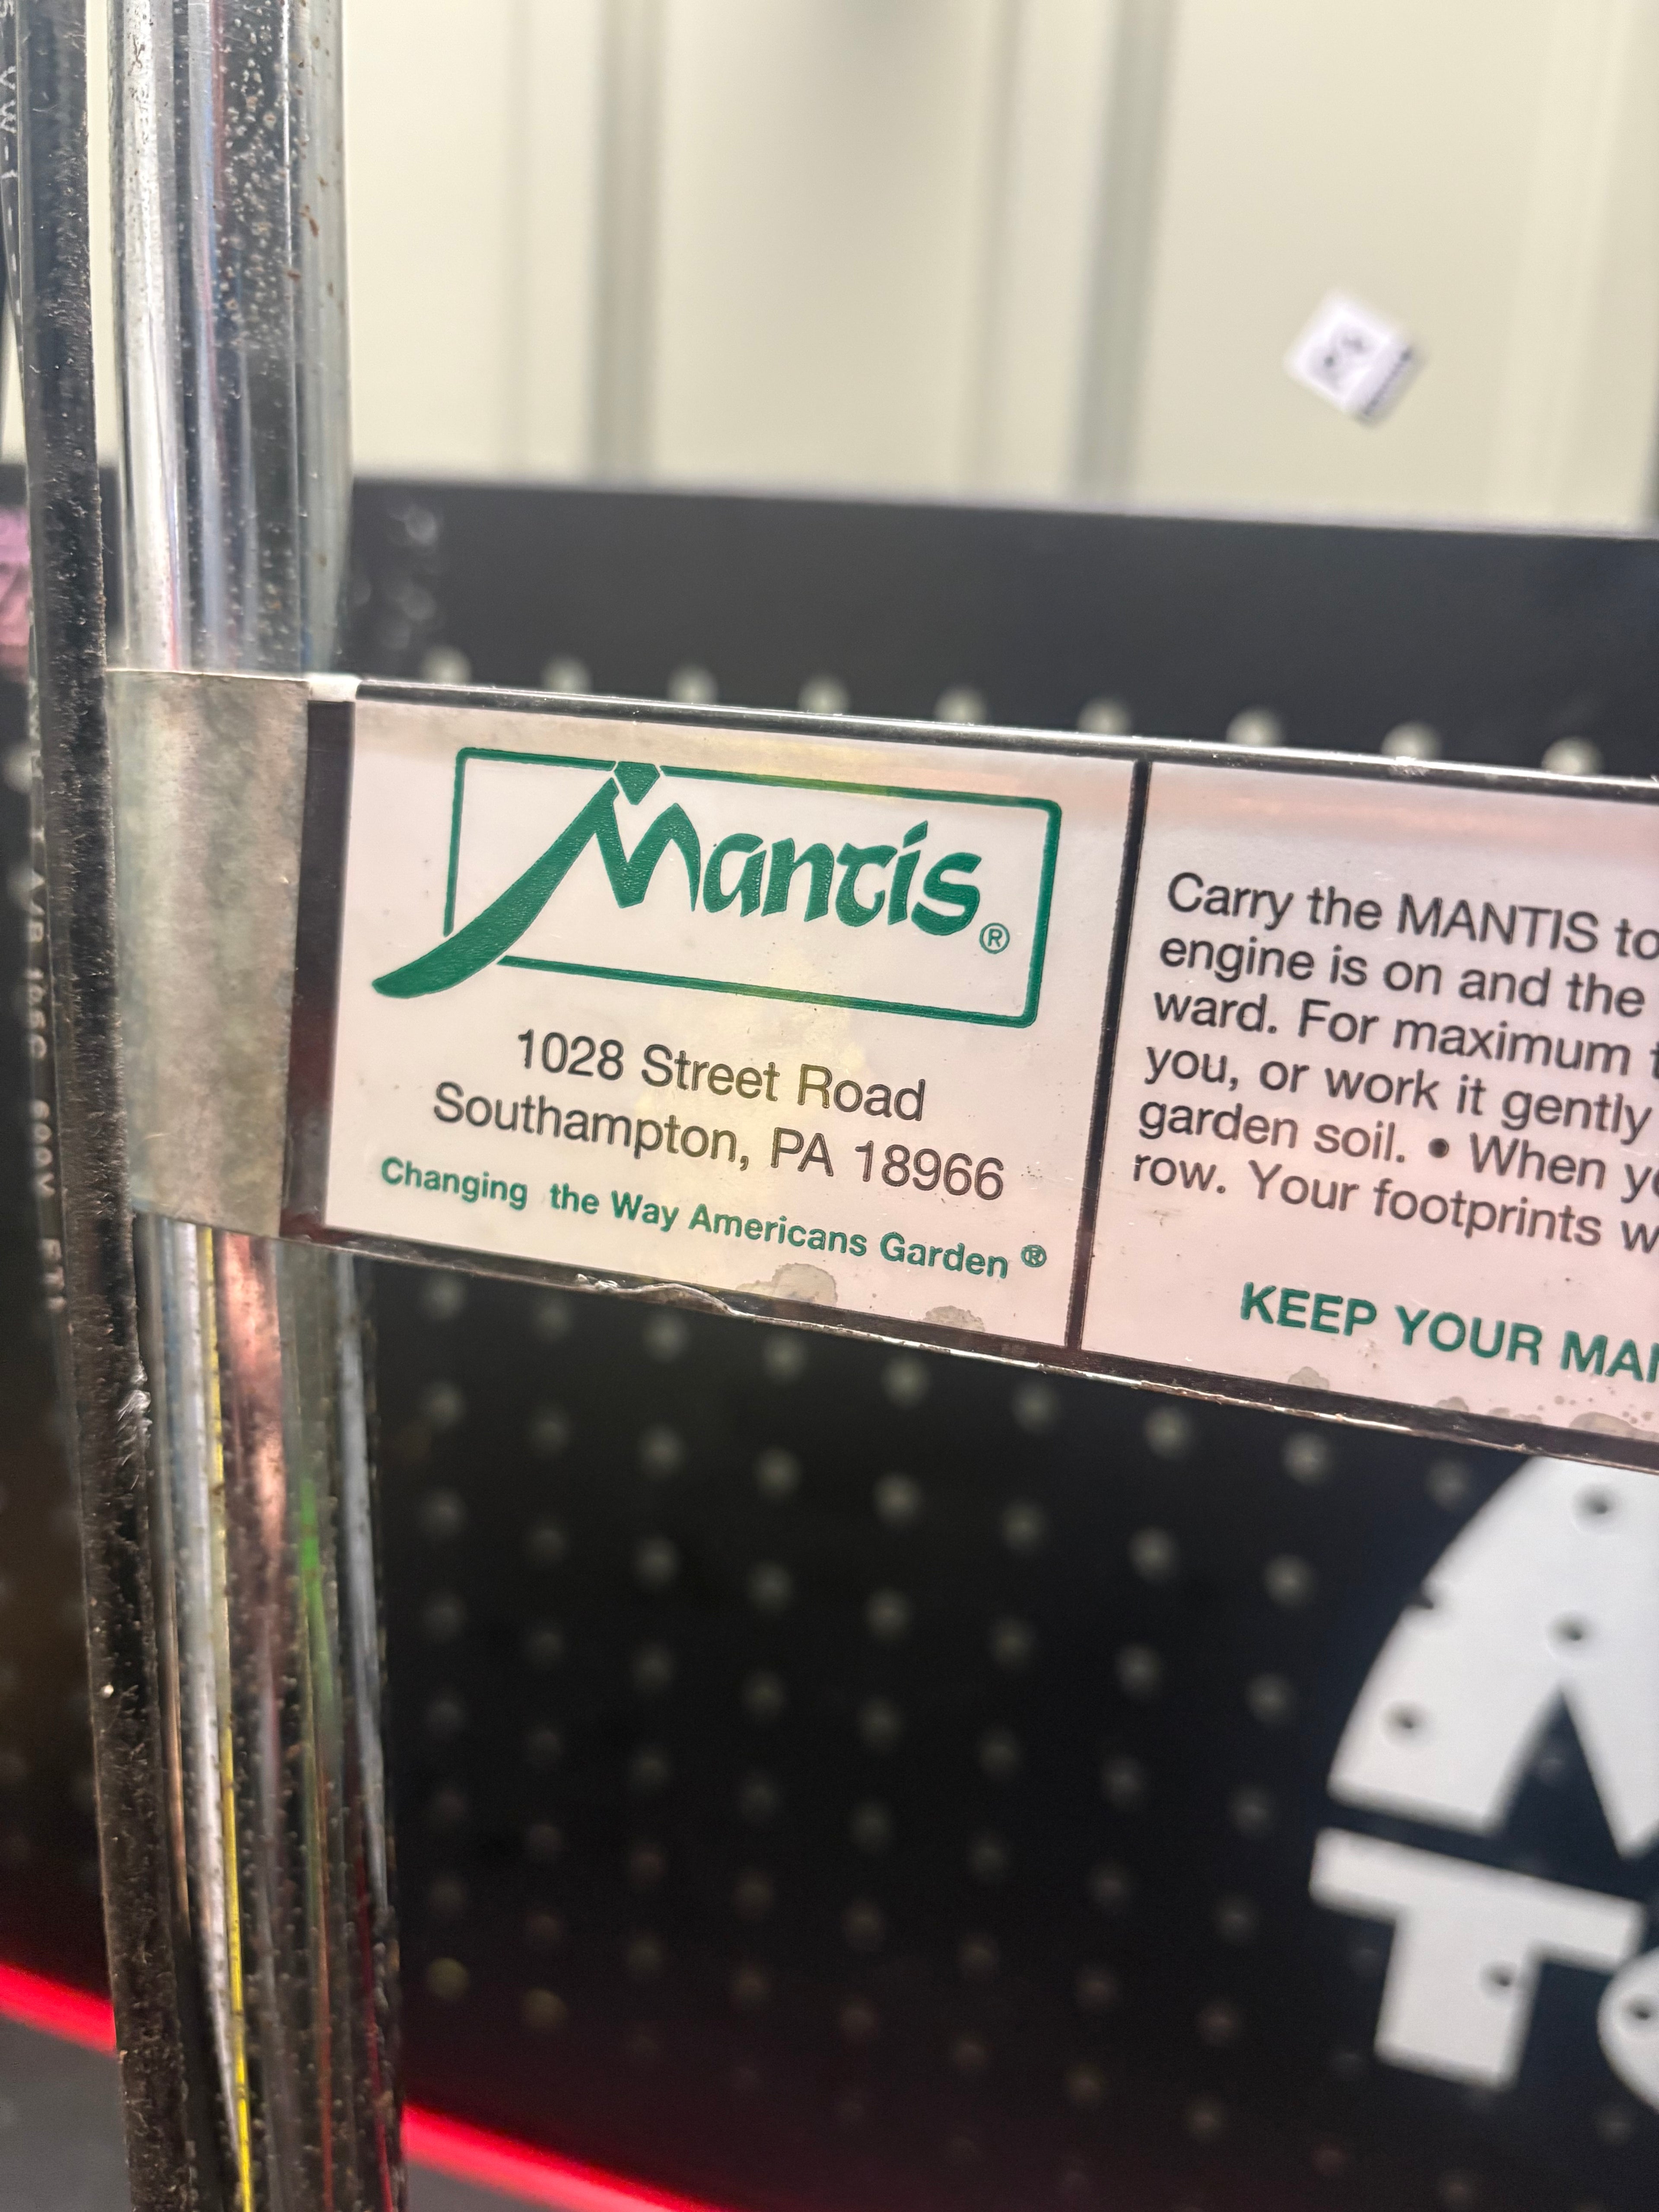 Mantis®
1028 Street Road
Southampton, PA 18966
Changing the Way Americans Garden ®
Carry the MANTIS to
engine is on and the
ward. For maximum
you, or work it gently
garden soil. • When
row. Your footprints
KEEP YOUR